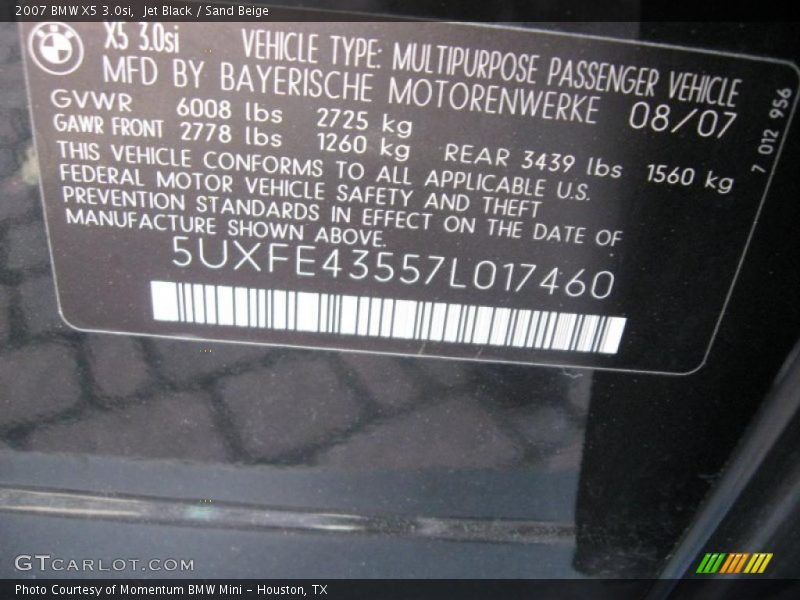 2007 BMW X5 3.0si, Jet Black / Sand Beige
BMW
X5 3.0si
VEHICLE TYPE: MULTIPURPOSE PASSENGER VEHICLE
MFD BY BAYERISCHE MOTORENWERKE 08/07
GVWR 6008 lbs 2725 kg
GAWR FRONT 2778 lbs 1260 kg REAR 3439 lbs 1560 kg
THIS VEHICLE CONFORMS TO ALL APPLICABLE U.S.
FEDERAL MOTOR VEHICLE SAFETY AND THEFT
PREVENTION STANDARDS IN EFFECT ON THE DATE OF
MANUFACTURE SHOWN ABOVE.
5UXFE43557L017460
7 012 956
GTCARLOT.COM
Photo Courtesy of Momentum BMW Mini - Houston, TX